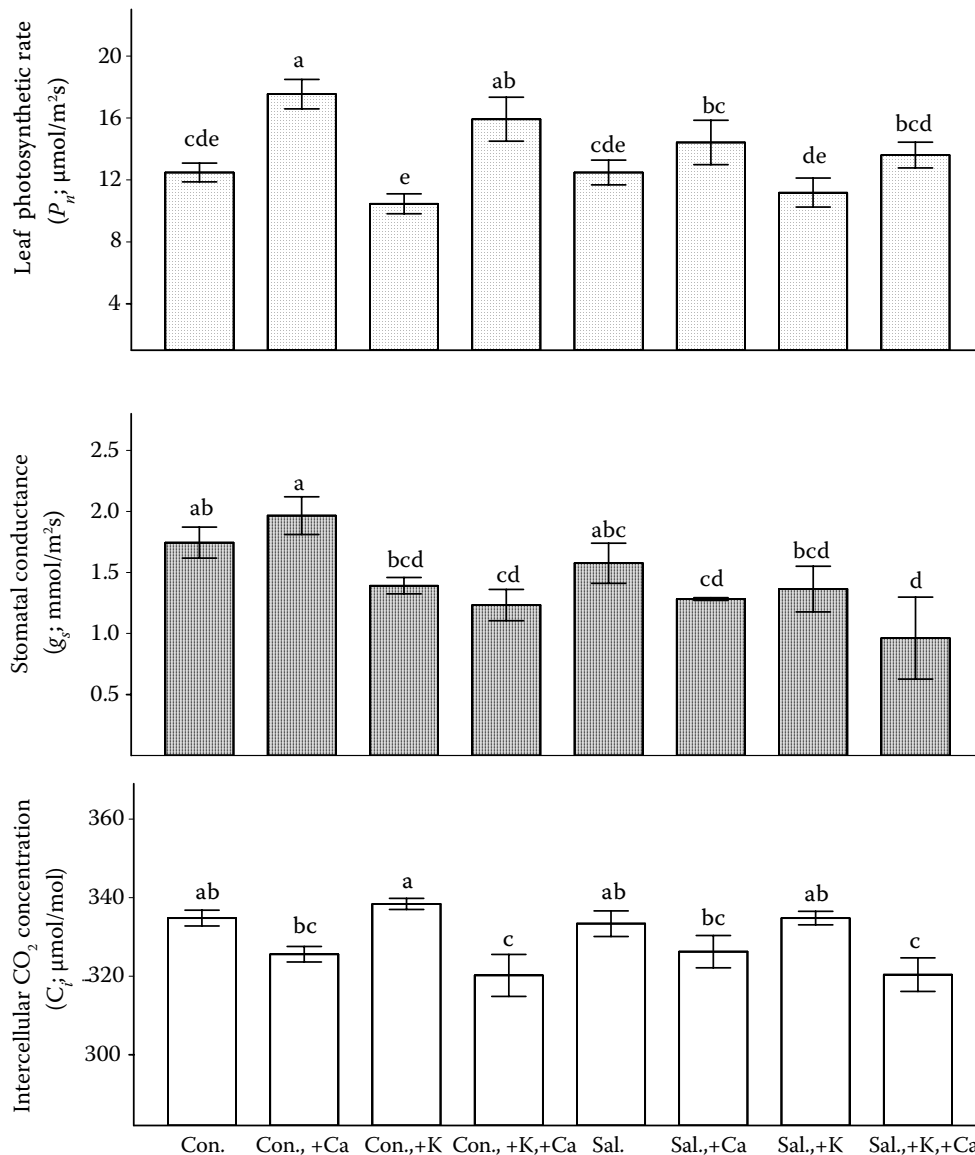 Leaf photosynthetic rate
(Pn; μmol/m²s)
20
16
12
8
4
cde
a
e
ab
cde
bc
de
bcd
Stomatal conductance
(gs; mmol/m²s)
2.5
2.0
1.5
1.0
0.5
ab
a
bcd
cd
abc
cd
bcd
d
Intercellular CO₂ concentration
(Ci; μmol/mol)
360
340
320
300
ab
bc
a
c
ab
bc
ab
c
Con. Con., +Ca Con.,+K Con.,+K,+Ca Sal. Sal.,+Ca Sal.,+K Sal.,+K,+Ca